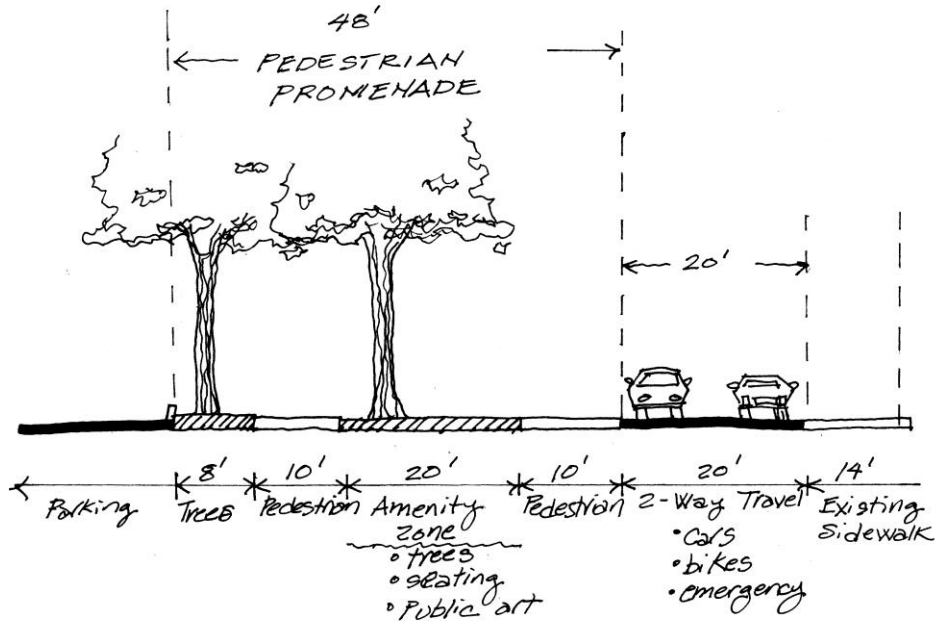 48'
PEDESTRIAN
PROMENADE
20'
8' 10' 20' 10' 20' 14'
Parking Trees Pedestrian Amenity Pedestrian 2-Way Travel Existing
Zone • Cars Sidewalk
• trees • bikes
• seating • emergency
• Public art